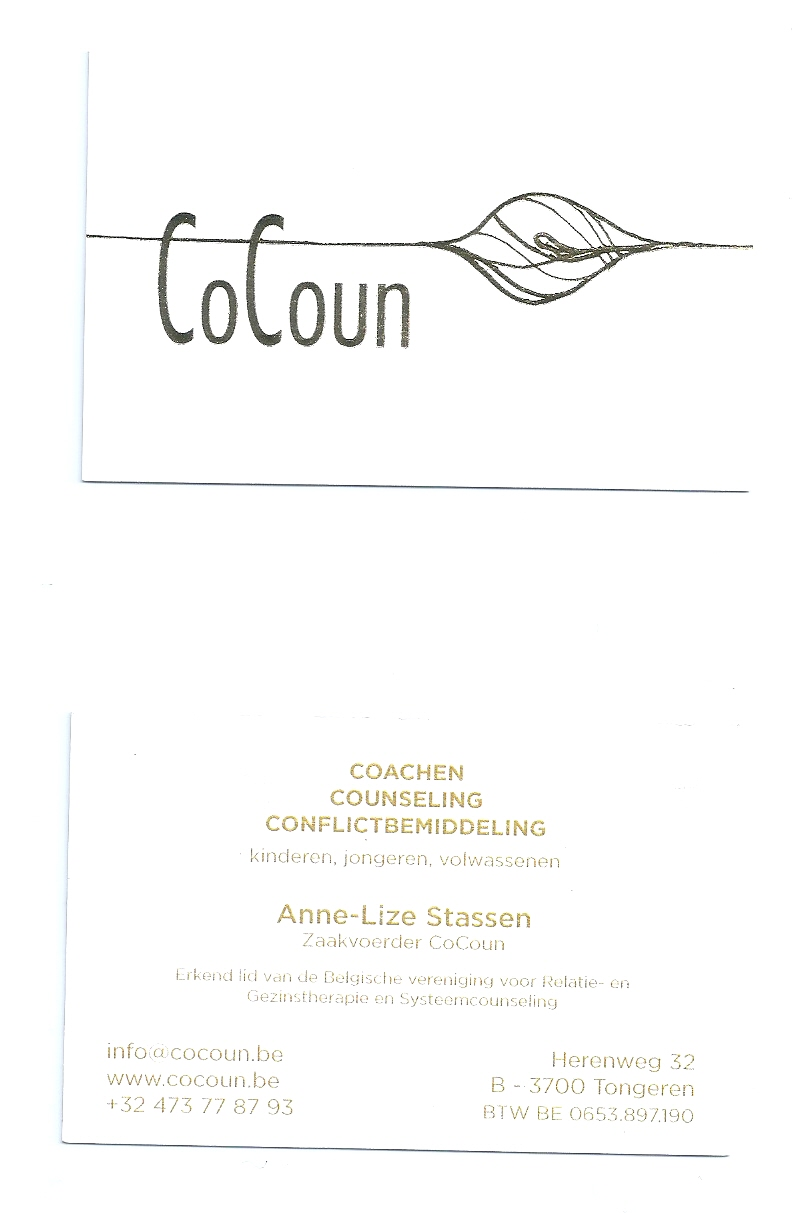 CoCoun
COACHEN
COUNSELING
CONFLICTBEMIDDELING
kinderen, jongeren, volwassenen
Anne-Lize Stassen
Zaakvoerder CoCoun
Erkend lid van de Belgische vereniging voor Relatie- en
Gezinstherapie en Systeemcounseling
info@cocoun.be
www.cocoun.be
+32 473 77 87 93
Herenweg 32
B - 3700 Tongeren
BTW BE 0653.897.190